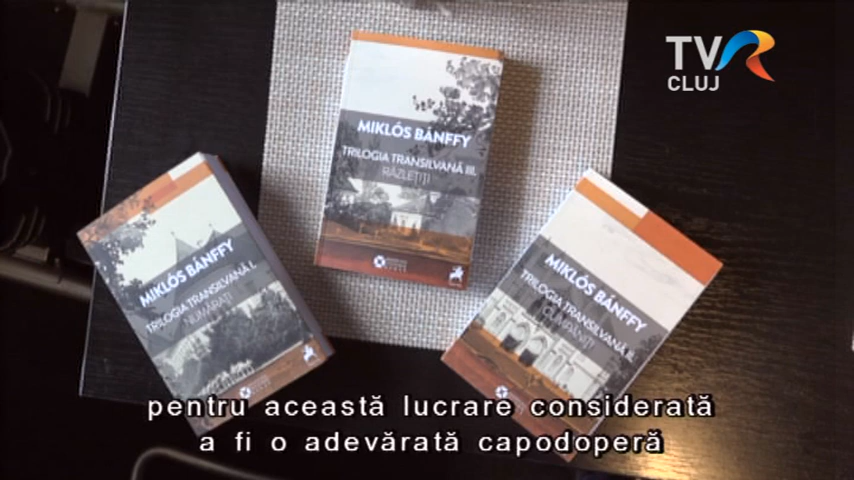 TVR
CLUJ
MIKLÓS BÁNFFY
TRILOGIA TRANSILVANĂ III.
RĂZLEȚIȚI
MIKLÓS BÁNFFY
TRILOGIA TRANSILVANĂ I.
NUMĂRAȚI
MIKLÓS BÁNFFY
TRILOGIA TRANSILVANĂ II.
CUMPĂNIȚI
pentru această lucrare considerată
a fi o adevărată capodoperă